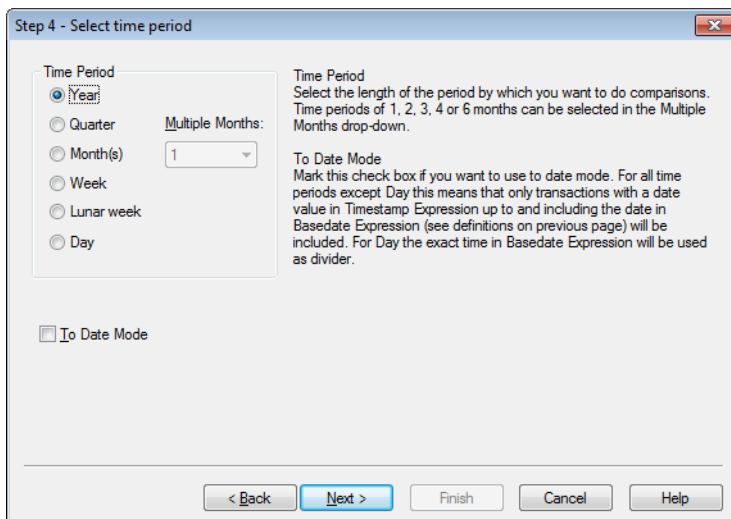 Step 4 - Select time period
Time Period
Year
Quarter
Multiple Months:
Month(s)
1
Week
Lunar week
Day
To Date Mode
Time Period
Select the length of the period by which you want to do comparisons.
Time periods of 1, 2, 3, 4 or 6 months can be selected in the Multiple
Months drop-down.
To Date Mode
Mark this check box if you want to use to date mode. For all time
periods except Day this means that only transactions with a date
value in Timestamp Expression up to and including the date in
Basedate Expression (see definitions on previous page) will be
included. For Day the exact time in Basedate Expression will be used
as divider.
< Back
Next >
Finish
Cancel
Help